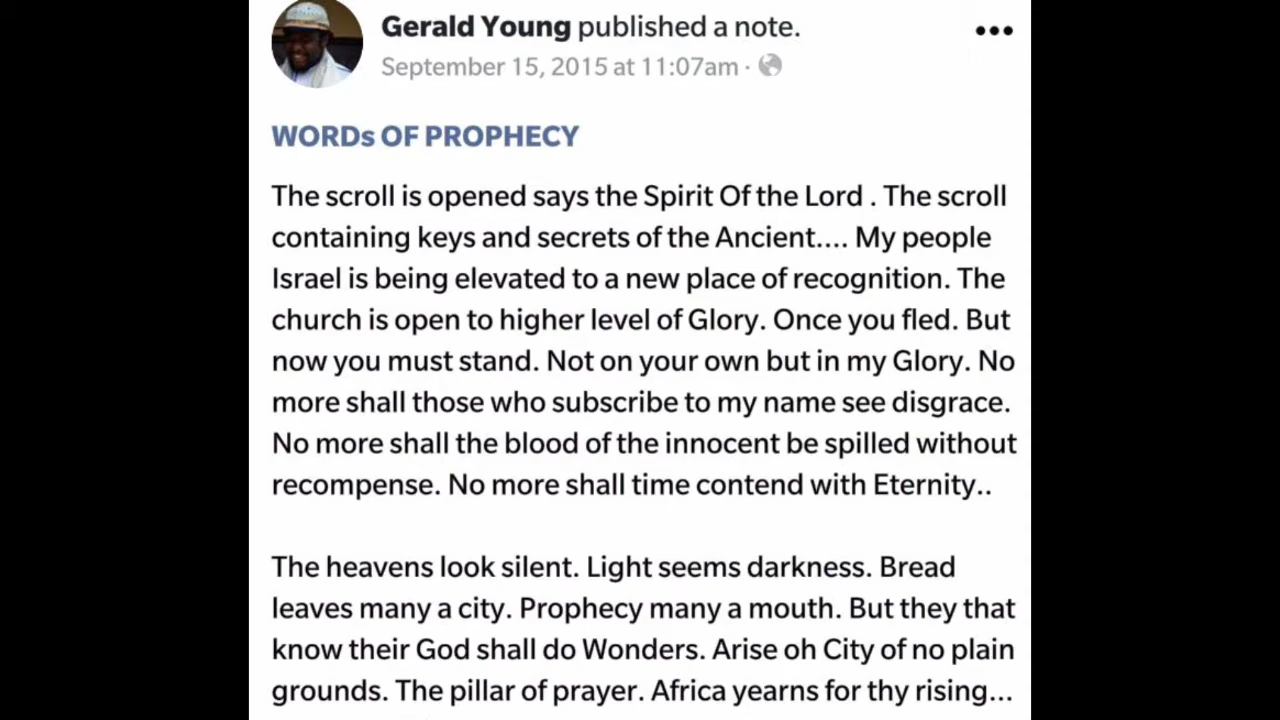 Gerald Young published a note.
September 15, 2015 at 11:07am ·
WORDs OF PROPHECY
The scroll is opened says the Spirit Of the Lord . The scroll
containing keys and secrets of the Ancient.... My people
Israel is being elevated to a new place of recognition. The
church is open to higher level of Glory. Once you fled. But
now you must stand. Not on your own but in my Glory. No
more shall those who subscribe to my name see disgrace.
No more shall the blood of the innocent be spilled without
recompense. No more shall time contend with Eternity..
The heavens look silent. Light seems darkness. Bread
leaves many a city. Prophecy many a mouth. But they that
know their God shall do Wonders. Arise oh City of no plain
grounds. The pillar of prayer. Africa yearns for thy rising...